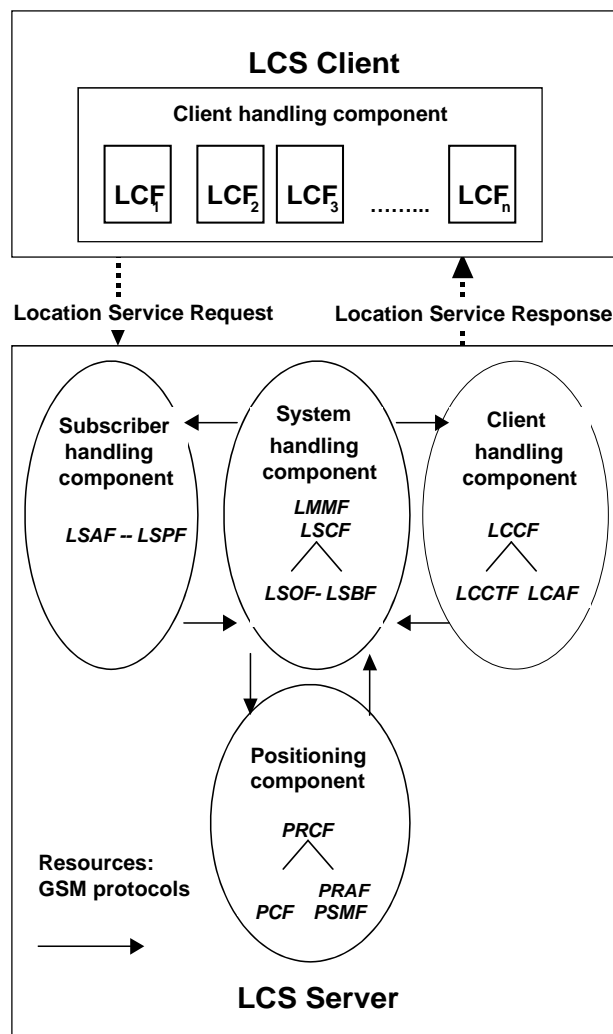 LCS Client
Client handling component
LCF1 LCF2 LCF3 ......... LCFn
Location Service Request
Location Service Response
Subscriber
handling
component
LSAF -- LSPF
System
handling
component
LMMF
LSCF
LSOF- LSBF
Client
handling
component
LCCF
LCCTF LCAF
Positioning
component
PRCF
PCF
PRAF
PSMF
Resources:
GSM protocols
LCS Server